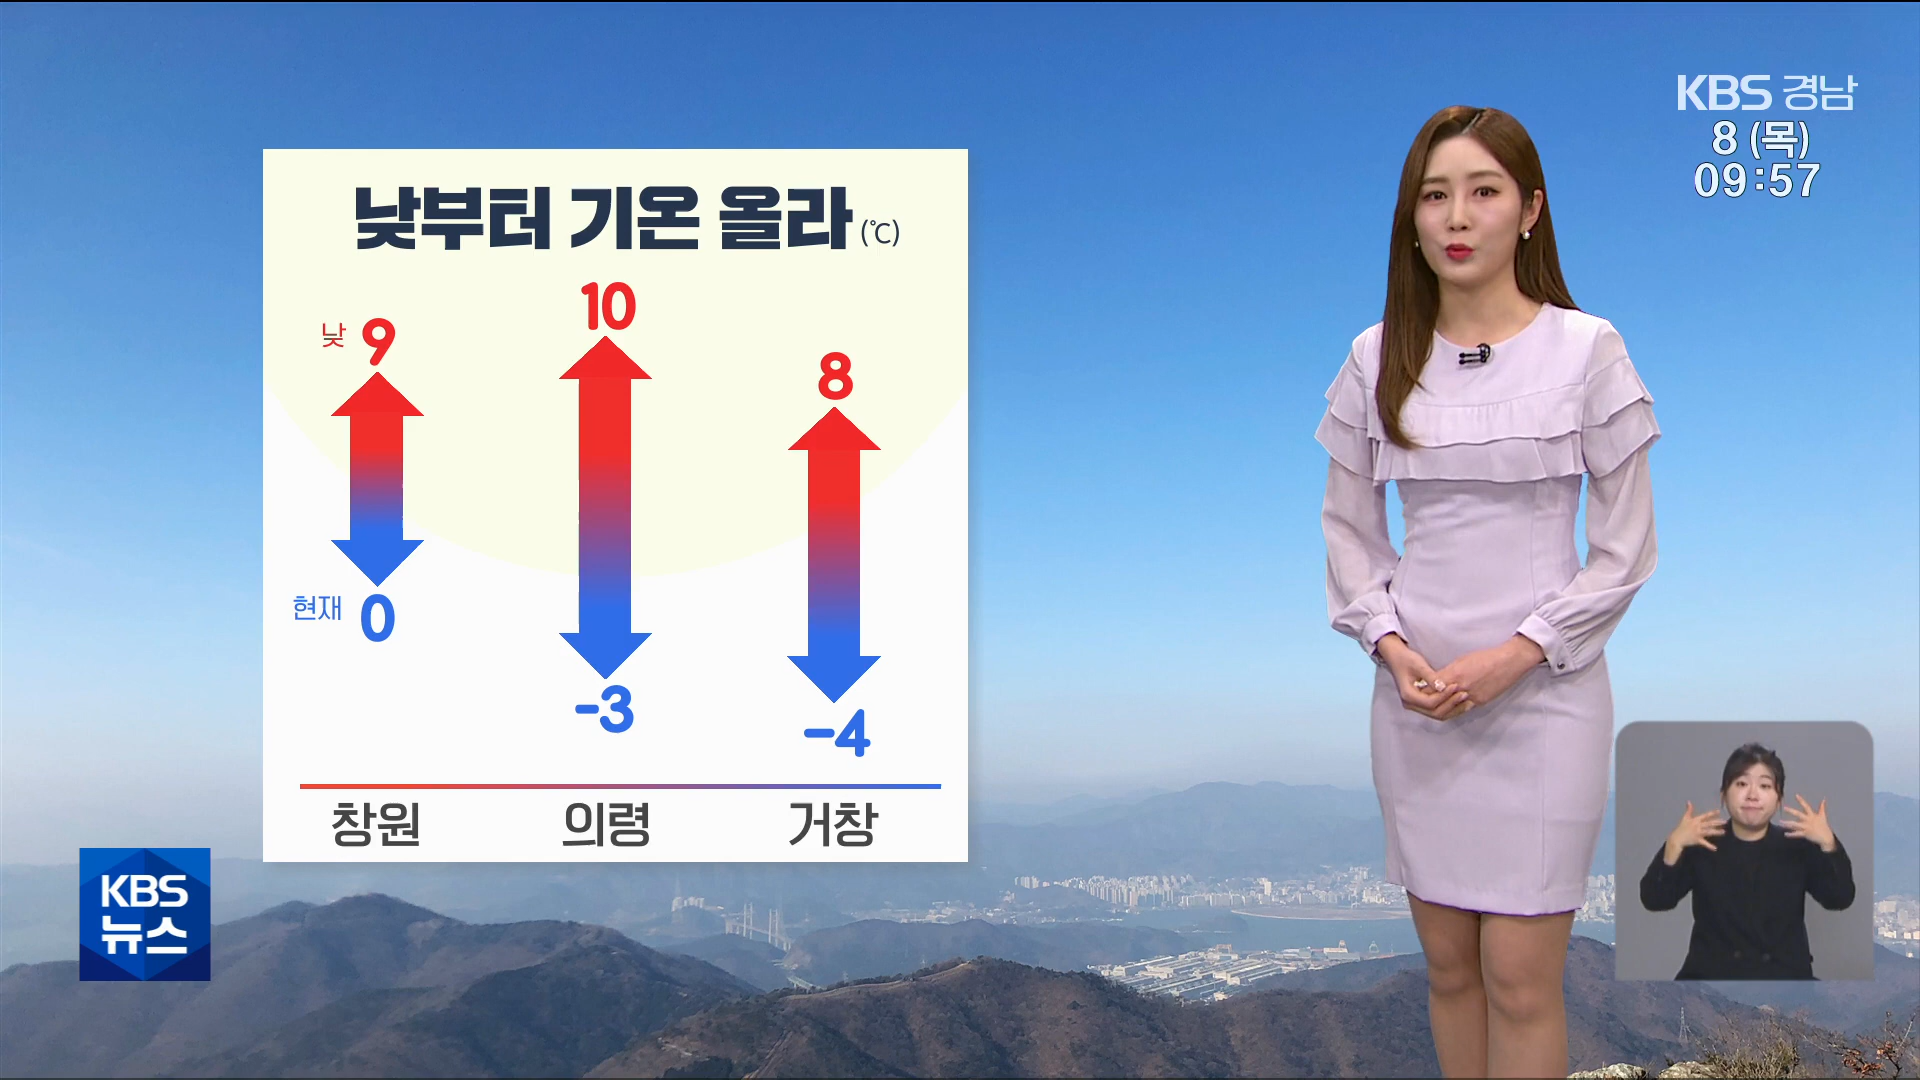 KBS 경남
8 (목)
09:57
낮부터 기온 올라 (℃)
낮 9
10
8
현재 0
-3
-4
창원 의령 거창
KBS
뉴스